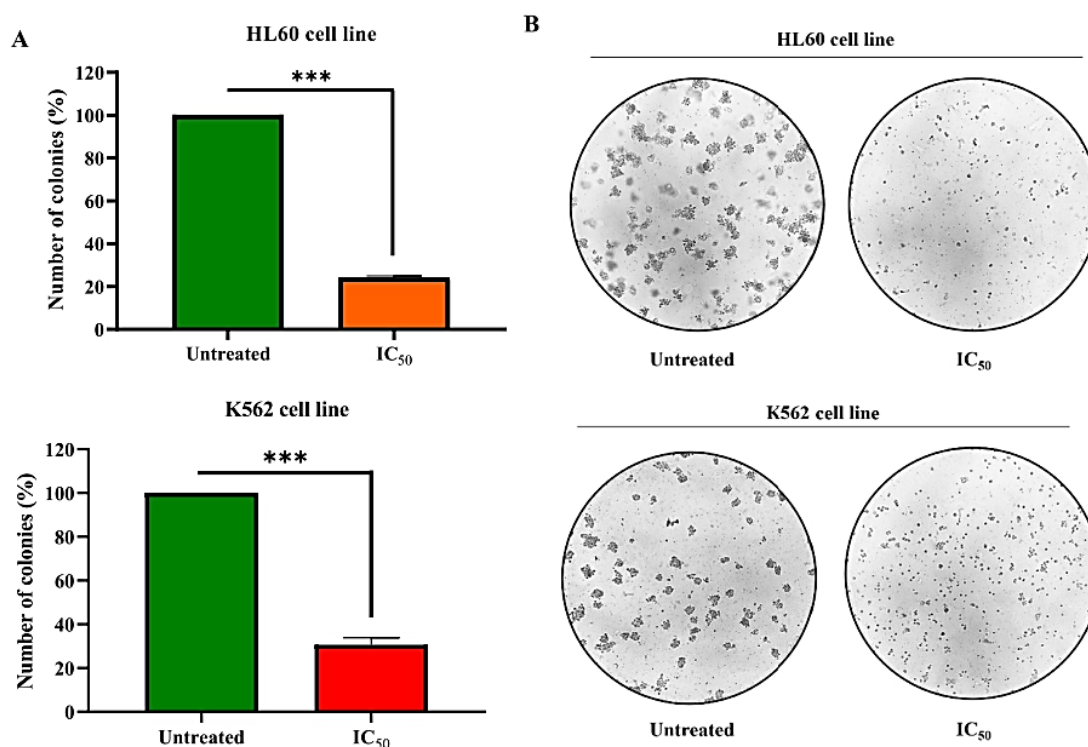 A
HL60 cell line
***
Number of colonies (%)
120
100
80
60
40
20
0
Untreated
IC₅₀
K562 cell line
***
Number of colonies (%)
120
100
80
60
40
20
0
Untreated
IC₅₀
B
HL60 cell line
Untreated
IC₅₀
K562 cell line
Untreated
IC₅₀